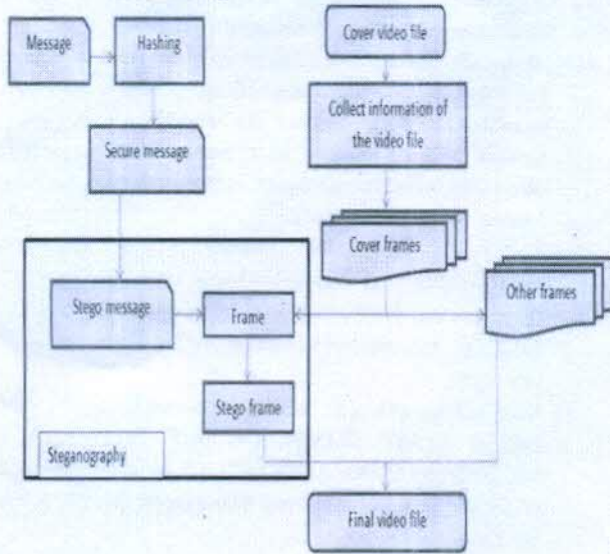 Message
Hashing
Cover video file
Collect information of
the video file
Secure message
Cover frames
Stego message
Frame
Other frames
Stego frame
Steganography
Final video file